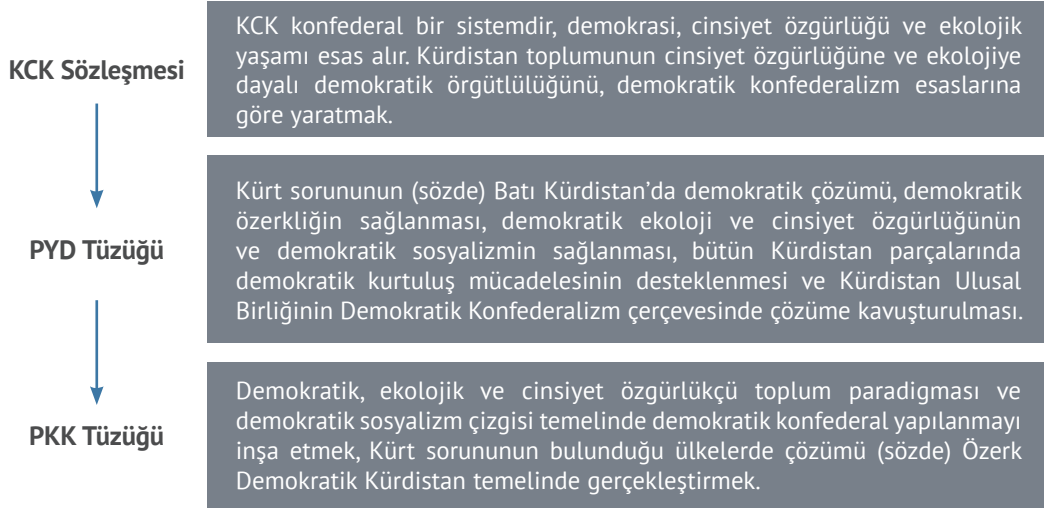 KCK Sözleşmesi
KCK konfederal bir sistemdir, demokrasi, cinsiyet özgürlüğü ve ekolojik
yaşamı esas alır. Kürdistan toplumunun cinsiyet özgürlüğüne ve ekolojiye
dayalı demokratik örgütlülüğünü, demokratik konfederalizm esaslarına
göre yaratmak.
PYD Tüzüğü
Kürt sorununun (sözde) Batı Kürdistan’da demokratik çözümü, demokratik
özerkliğin sağlanması, demokratik ekoloji ve cinsiyet özgürlüğünün
ve demokratik sosyalizmin sağlanması, bütün Kürdistan parçalarında
demokratik kurtuluş mücadelesinin desteklenmesi ve Kürdistan Ulusal
Birliğinin Demokratik Konfederalizm çerçevesinde çözüme kavuşturulması.
PKK Tüzüğü
Demokratik, ekolojik ve cinsiyet özgürlükçü toplum paradigması ve
demokratik sosyalizm çizgisi temelinde demokratik konfederal yapılanmayı
inşa etmek, Kürt sorununun bulunduğu ülkelerde çözümü (sözde) Özerk
Demokratik Kürdistan temelinde gerçekleştirmek.